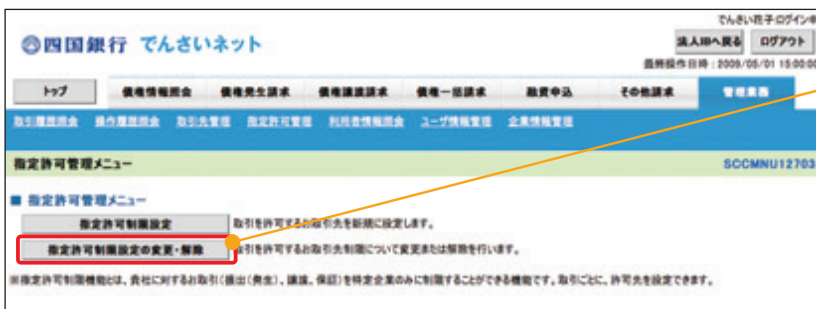 でんさい花子:ログイン中
四国銀行 でんさいネット
法人IBへ戻る ログアウト
最終操作日時:2009/05/01 15:00:00
トップ 債権情報照会 債権発生請求 債権譲渡請求 債権一括請求 融資申込 その他請求 管理業務
取引履歴照会 操作履歴照会 取引先管理 指定許可管理 利用者情報照会 ユーザ情報管理 企業情報管理
指定許可管理メニュー SCCMNU12703
■ 指定許可管理メニュー
指定許可制限設定 取引を許可するお取引先を新規に設定します。
指定許可制限設定の変更・解除 取引を許可するお取引先制限について変更または解除を行います。
※指定許可制限機能とは、貴社に対するお取引(振出(発生)、譲渡、保証)を特定企業のみに制限することができる機能です。取引ごとに、許可先を設定できます。